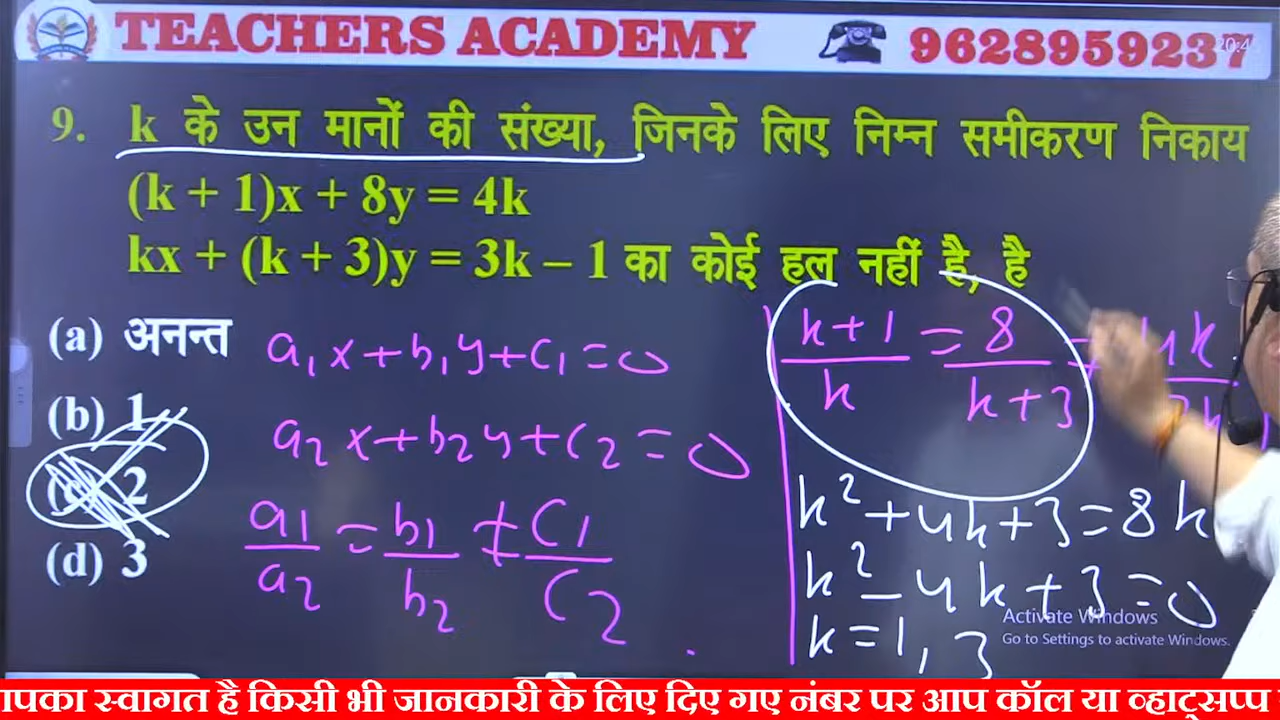 TEACHERS ACADEMY 9628959237
9. k के उन मानों की संख्या, जिनके लिए निम्न समीकरण निकाय
(k + 1)x + 8y = 4k
kx + (k + 3)y = 3k – 1 का कोई हल नहीं है, है
(a) अनन्त
(b) 1
(c) 2
(d) 3
a₁x+b₁y+c₁=0
a₂x+b₂y+c₂=0
a₁/a₂ = b₁/b₂ ≠ c₁/c₂
k+1/k = 8/k+3 ≠ 4k
k²+4k+3=8k
k²-4k+3=0
k=1,3
Activate Windows
Go to Settings to activate Windows.
पका स्वागत है किसी भी जानकारी के लिए दिए गए नंबर पर आप कॉल या व्हाट्सप्प